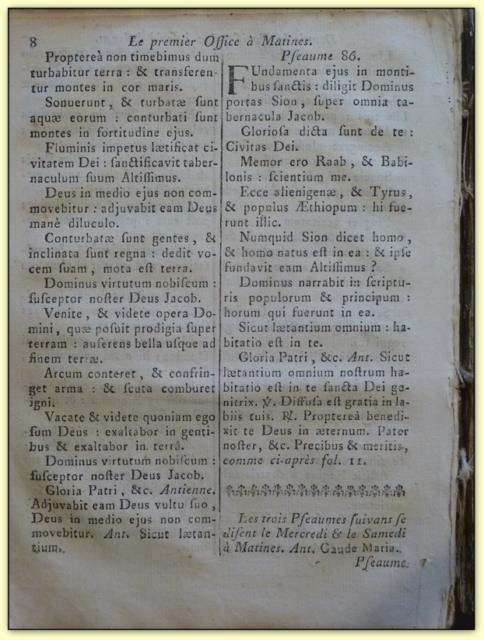 8 Le premier Office à Matines.
Propterea̓ non timebimus dum
turbabitur terra : & transferen-
tur montes in cor maris.
Sonuerunt, & turbatæ ſunt
aquæ eorum : conturbati ſunt
montes in fortitudine ejus.
Fluminis impetus lætificat ci-
vitatem Dei : ſanctificavit taber-
naculum ſuum Altiſſimus.
Deus in medio ejus non com-
movebitur : adjuvabit eam Deus
manè diluculo.
Conturbatæ ſunt gentes, &
inclinata ſunt regna : dedit vo-
cem ſuam, mota eſt terra.
Dominus virtutum nobiſcum :
ſuſceptor noſter Deus Jacob.
Venite, & videte opera Do-
mini, quæ poſuit prodigia ſuper
terram : auferens bella uſque ad
finem terræ.
Arcum conteret, & confrin-
get arma : & ſcuta comburet
igni.
Vacate & videte quoniam ego
ſum Deus : exaltabor in genti-
bus & exaltabor in terrâ.
Dominus virtutum nobiſcum :
ſuſceptor noſter Deus Jacob.
Gloria Patri, &c. Antienne.
Adjuvabit eam Deus vultu ſuo,
Deus in medio ejus non com-
movebitur. Ant. Sicut lætan-
tium.
Pſeaume 86.
FUndamenta ejus in monti-
bus ſanctis : diligit Dominus
portas Sion, ſuper omnia ta-
bernacula Jacob.
Glorioſa dicta ſunt de te :
Civitas Dei.
Memor ero Raab, & Babi-
lonis : ſcientium me.
Ecce alienigenæ, & Tyrus,
& populus Æthiopum : hi fue-
runt illic.
Numquid Sion dicet homo,
& homo natus eſt in ea : & ipſe
fundavit eam Altiſſimus ?
Dominus narrabit in ſcriptu-
ris populorum & principum :
horum qui fuerunt in ea.
Sicut lætantium omnium : ha-
bitatio eſt in te.
Gloria Patri, &c. Ant. Sicut
lætantium omnium noſtrum ha-
bitatio eſt in te ſancta Dei ge-
nitrix. ℣. Diffuſa eſt gratia in la-
biis tuis. ℟. Propterea benedi-
xit te Deus in æternum. Pater
noſter, &c. Precibus & meritis,
comme ci-après fol. 11.
Les trois Pſeaumes ſuivans ſe
diſent le Mercredi & le Samedi
à Matines. Ant. Gaude Maria.
Pſeaume